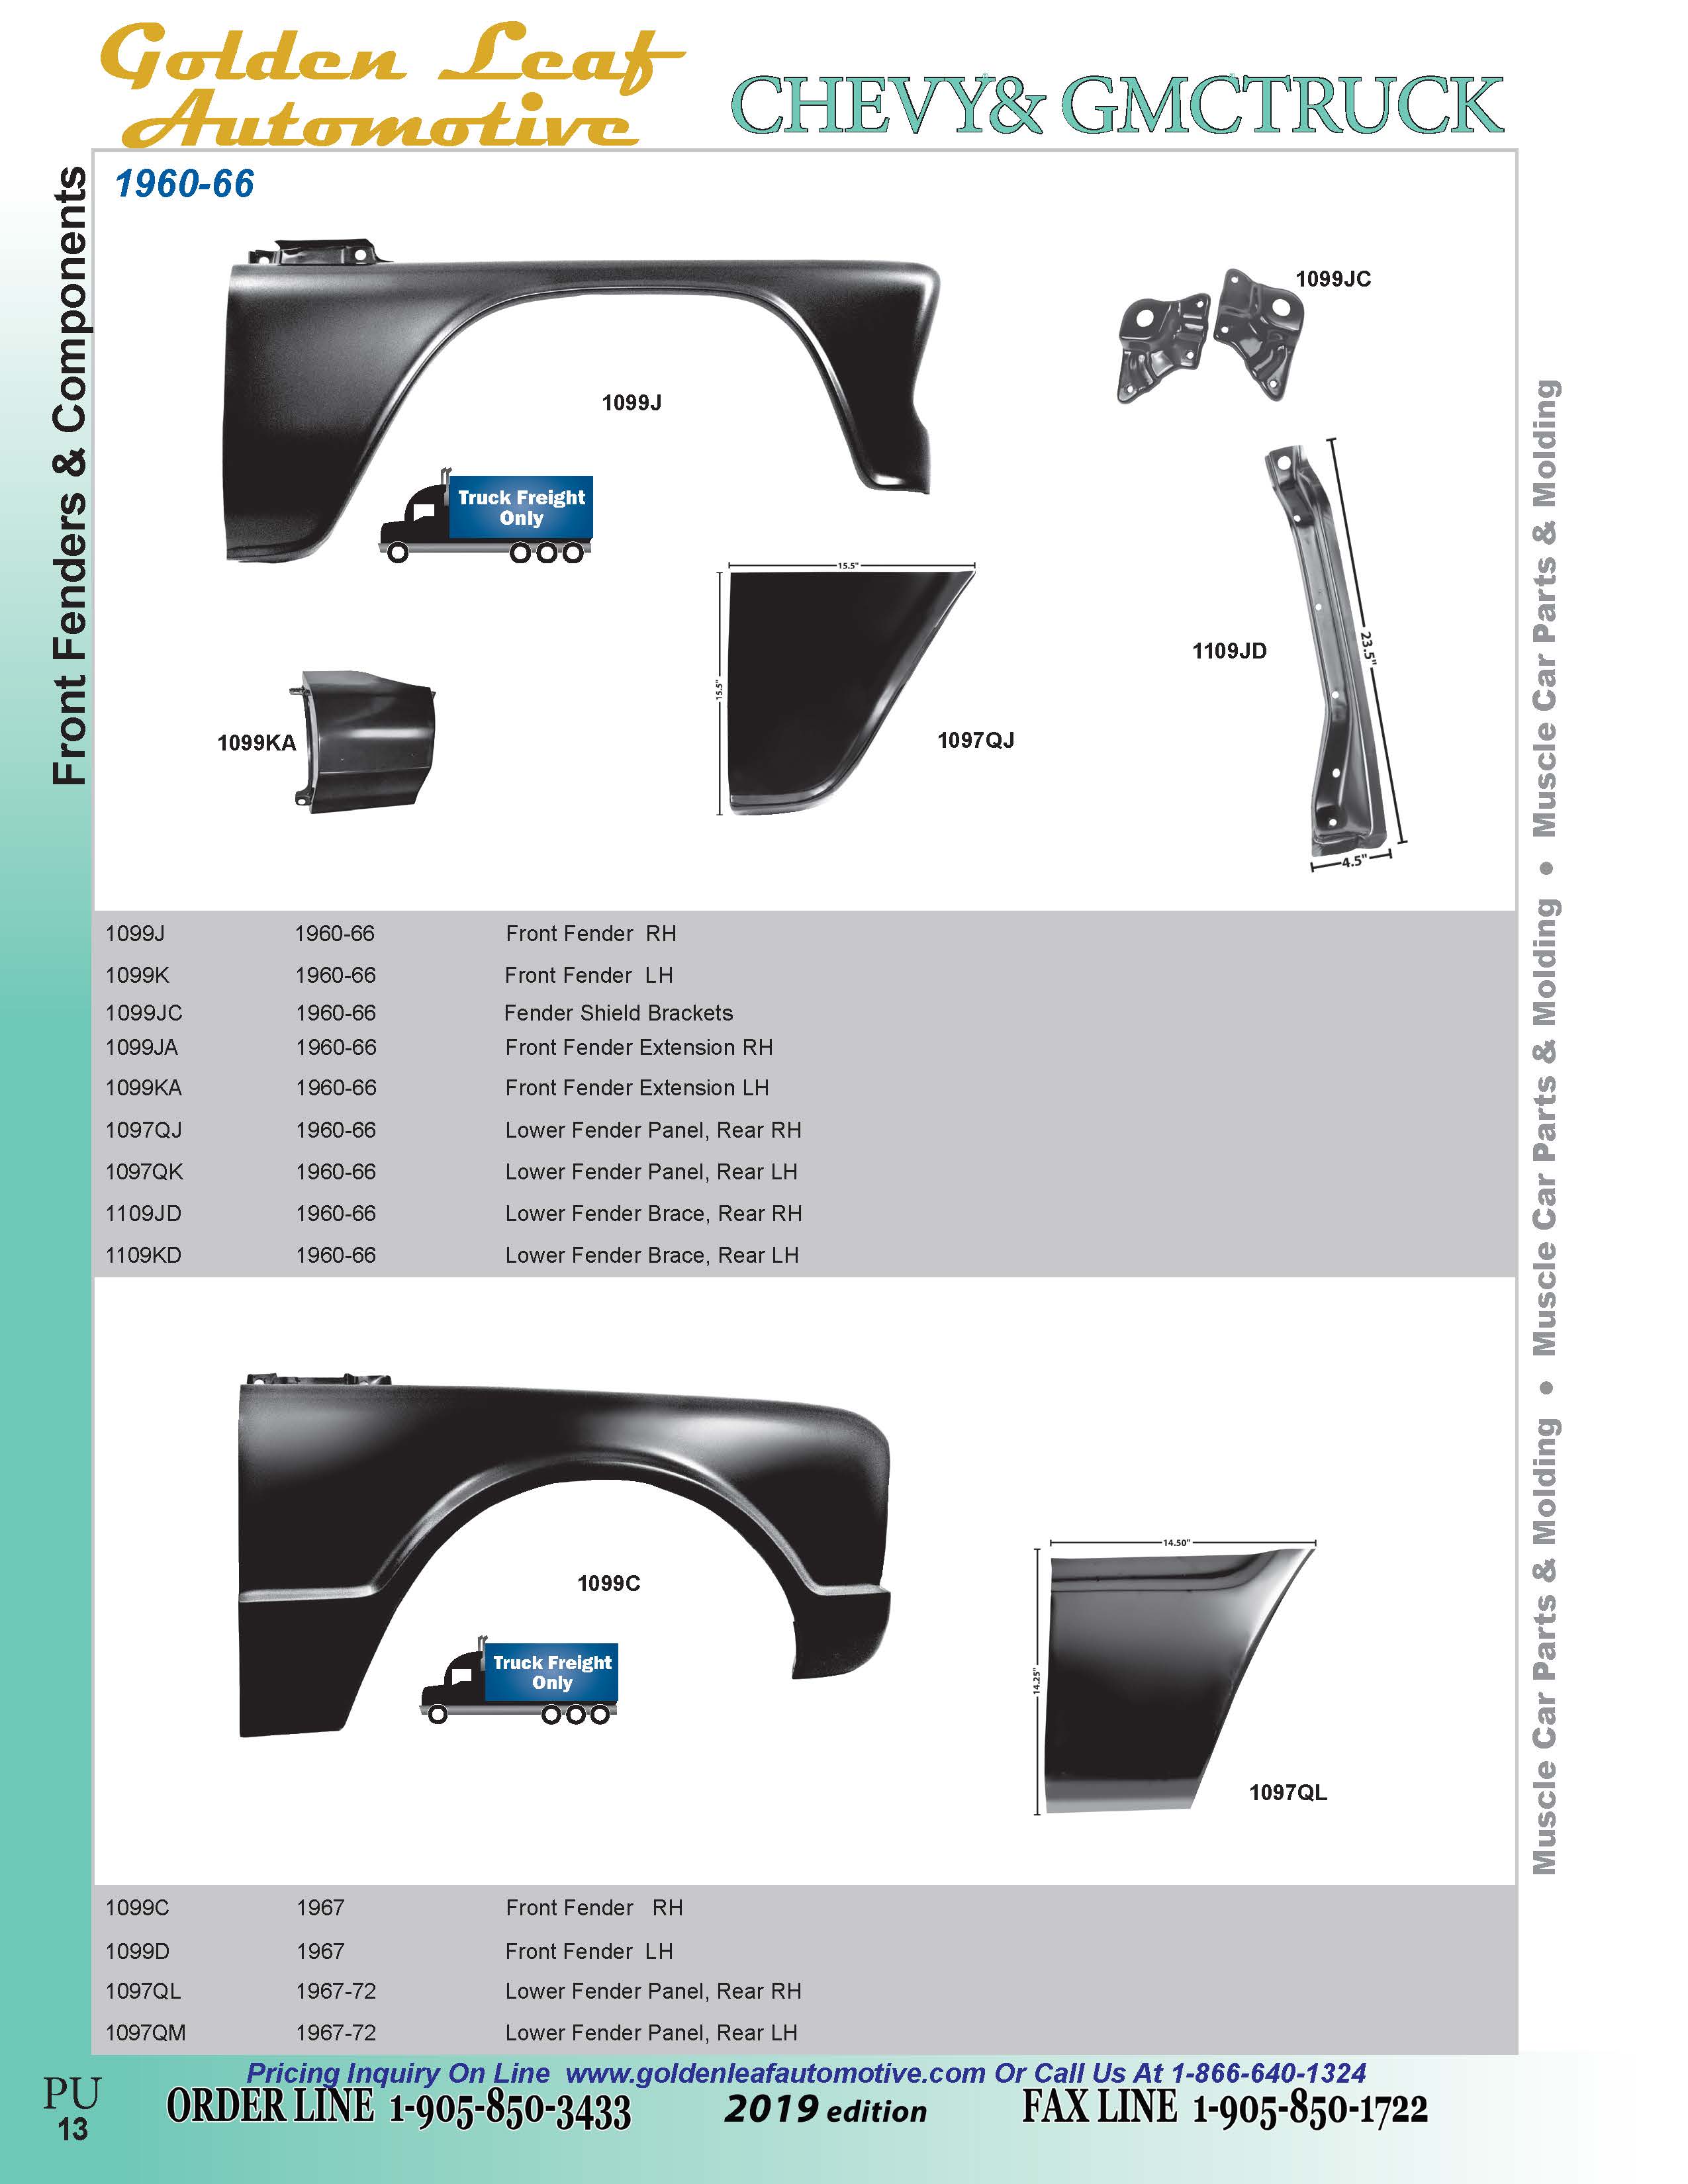 Golden Leaf
Automotive
CHEVY& GMCTRUCK
Front Fenders & Components
1960-66
1099JC
1099J
Truck Freight
Only
15.5"
15.5"
23.5"
1109JD
1099KA
1097QJ
4.5"
1099J 1960-66 Front Fender RH
1099K 1960-66 Front Fender LH
1099JC 1960-66 Fender Shield Brackets
1099JA 1960-66 Front Fender Extension RH
1099KA 1960-66 Front Fender Extension LH
1097QJ 1960-66 Lower Fender Panel, Rear RH
1097QK 1960-66 Lower Fender Panel, Rear LH
1109JD 1960-66 Lower Fender Brace, Rear RH
1109KD 1960-66 Lower Fender Brace, Rear LH
14.50"
1099C
Truck Freight
Only
14.25"
1097QL
1099C 1967 Front Fender RH
1099D 1967 Front Fender LH
1097QL 1967-72 Lower Fender Panel, Rear RH
1097QM 1967-72 Lower Fender Panel, Rear LH
Muscle Car Parts & Molding • Muscle Car Parts & Molding • Muscle Car Parts & Molding
Pricing Inquiry On Line www.goldenleafautomotive.com Or Call Us At 1-866-640-1324
PU
13
ORDER LINE 1-905-850-3433 2019 edition FAX LINE 1-905-850-1722